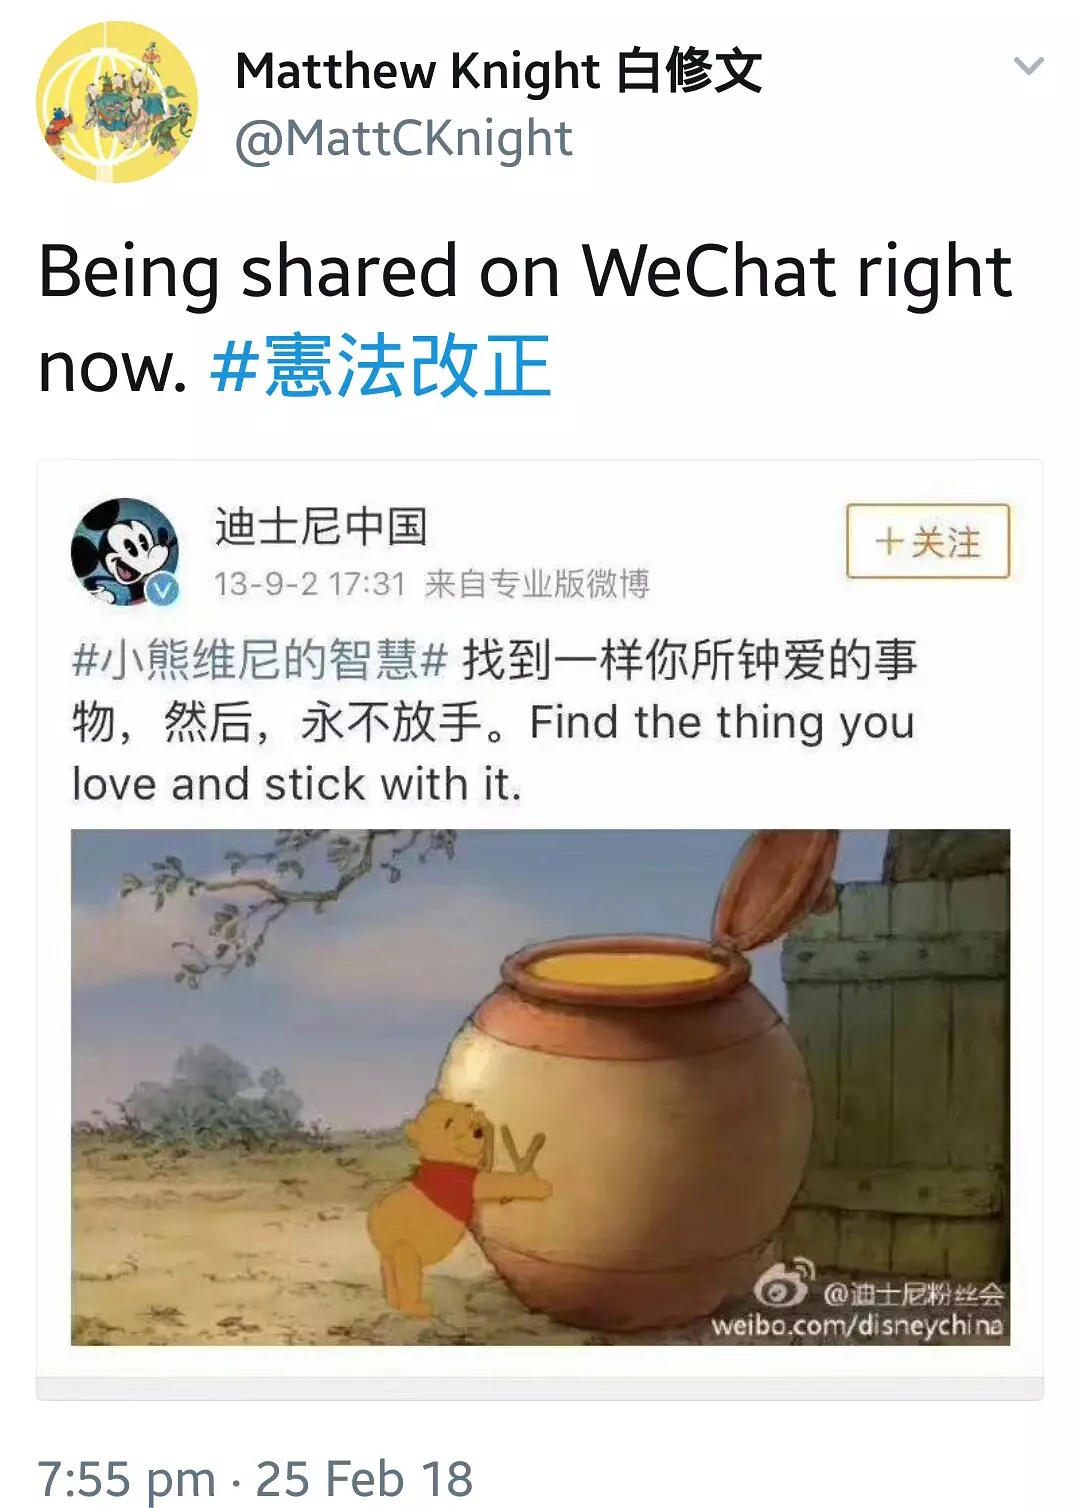 Matthew Knight 白修文
@MattCKnight
Being shared on WeChat right
now. #憲法改正
迪士尼中国
13-9-2 17:31 来自专业版微博
+关注
#小熊维尼的智慧# 找到一样你所钟爱的事
物，然后，永不放手。Find the thing you
love and stick with it.
@迪士尼粉丝会
weibo.com/disneychina
7:55 pm · 25 Feb 18